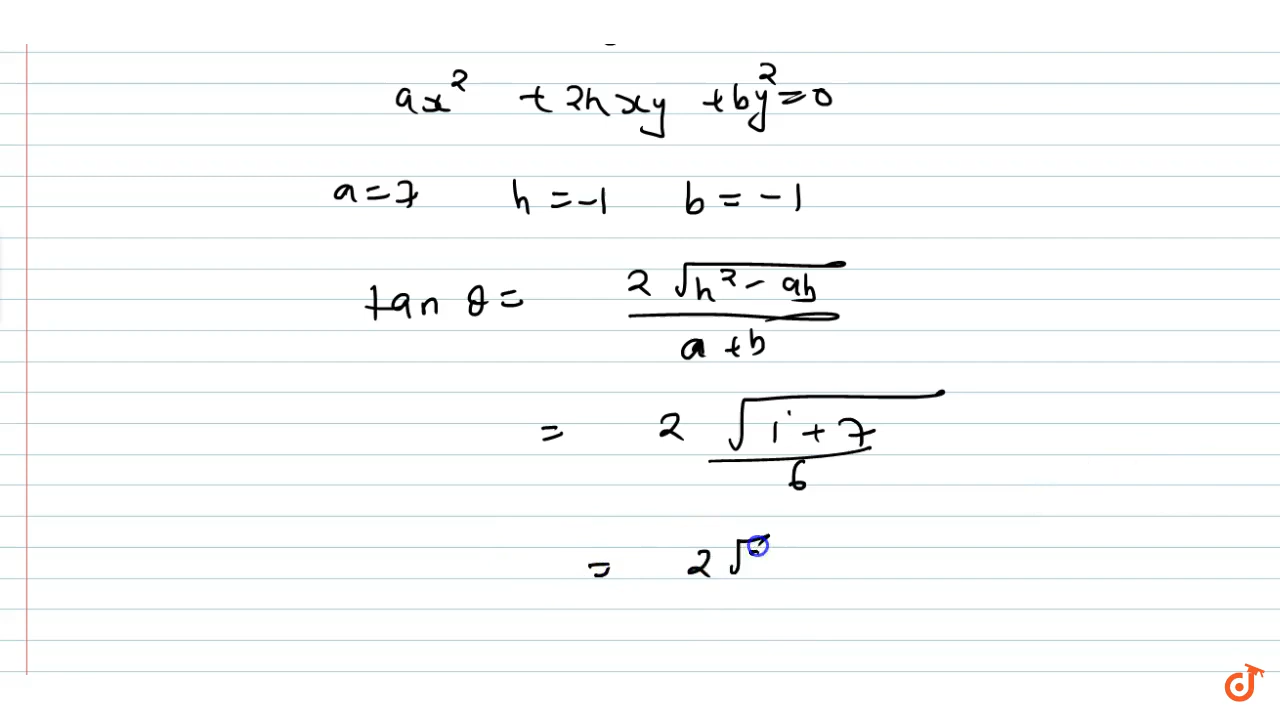 ax² + 2hxy + by² = 0
a = 7 h = -1 b = -1
tan θ = 2 √h² - ab
a + b
= 2 √1 + 7
6
= 2 √